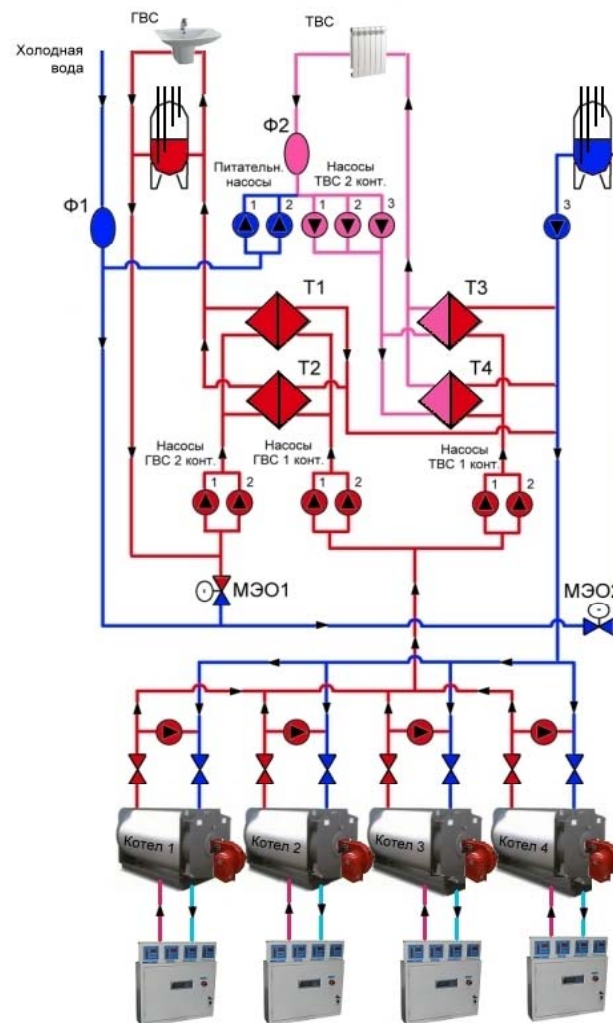 ГВС
ТВС
Холодная
вода
Ф2
Питательн.
насосы
Насосы
ТВС 2 конт.
Ф1
1
2
1
2
3
3
Т1
Т3
Т2
Т4
Насосы
ГВС 2 конт.
Насосы
ГВС 1 конт.
Насосы
ТВС 1 конт.
1
2
1
2
1
2
МЭО1
МЭО2
Котел 1
Котел 2
Котел 3
Котел 4